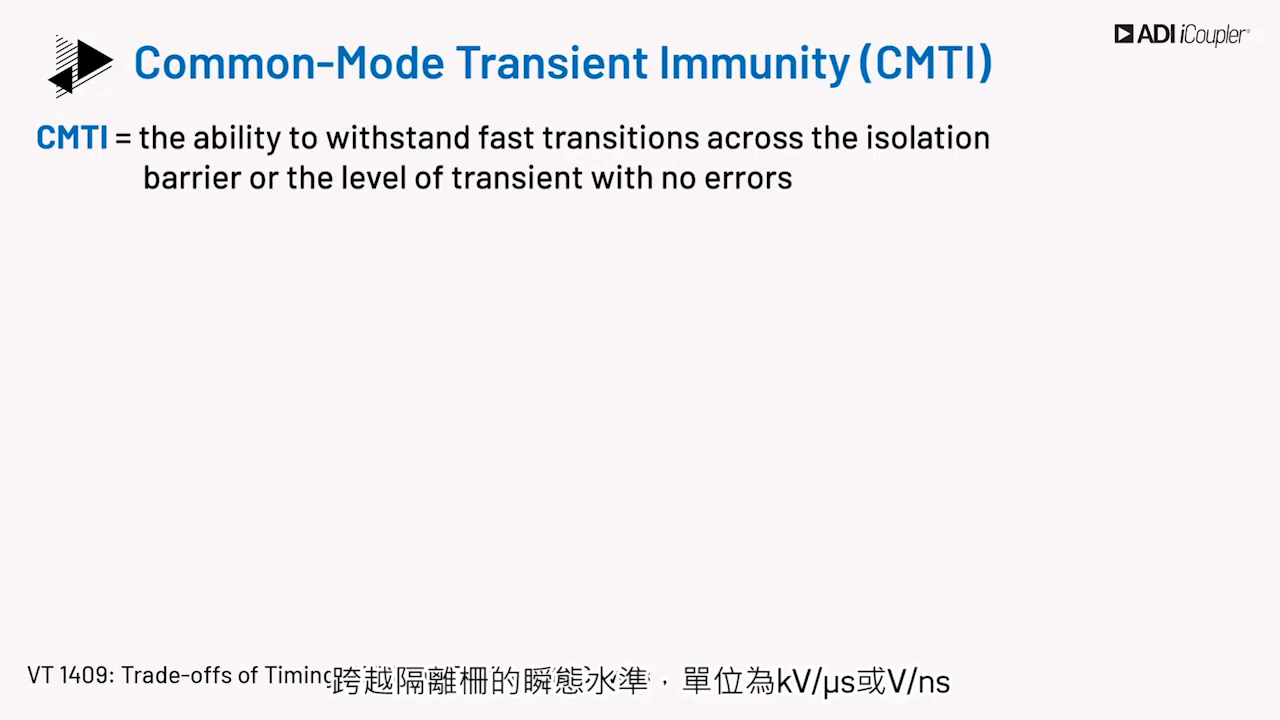 Common-Mode Transient Immunity (CMTI)
ADI iCoupler®
CMTI = the ability to withstand fast transitions across the isolation
barrier or the level of transient with no errors
VT 1409: Trade-offs of Timing
跨越隔離柵的瞬態水準，單位為kV/μs或V/ns